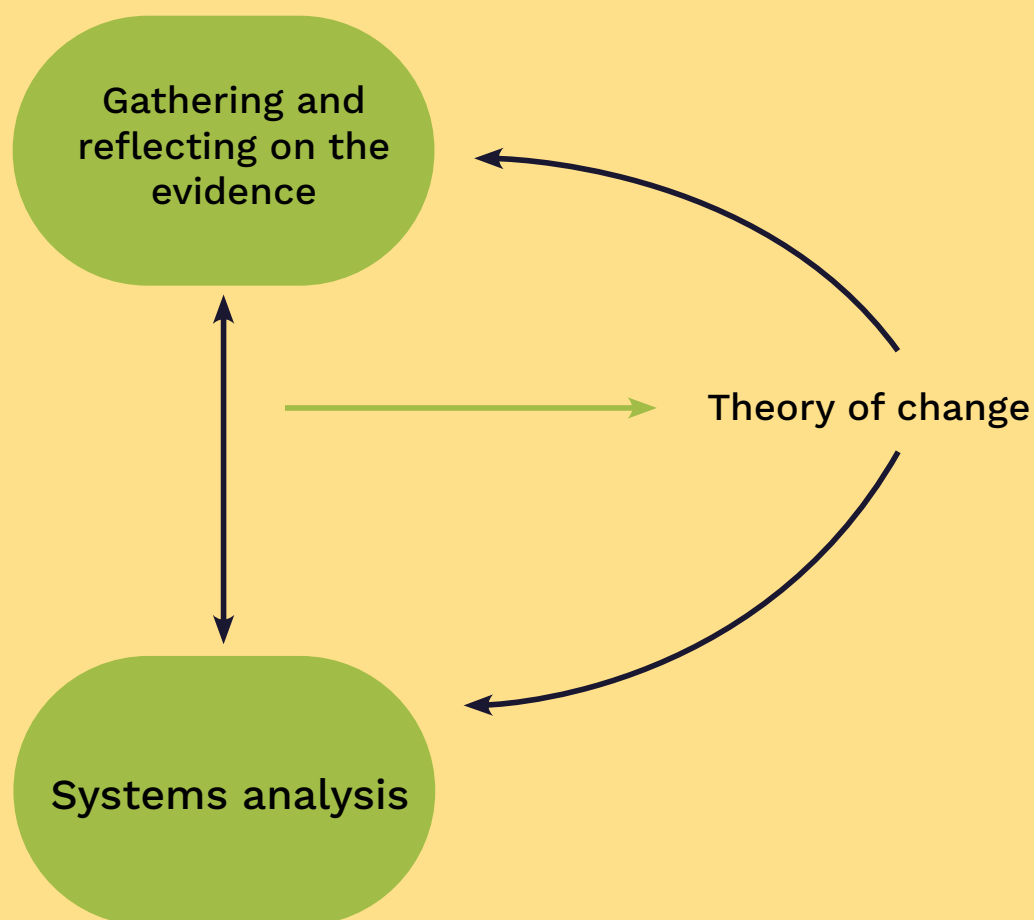 Gathering and
reflecting on the
evidence
Theory of change
Systems analysis